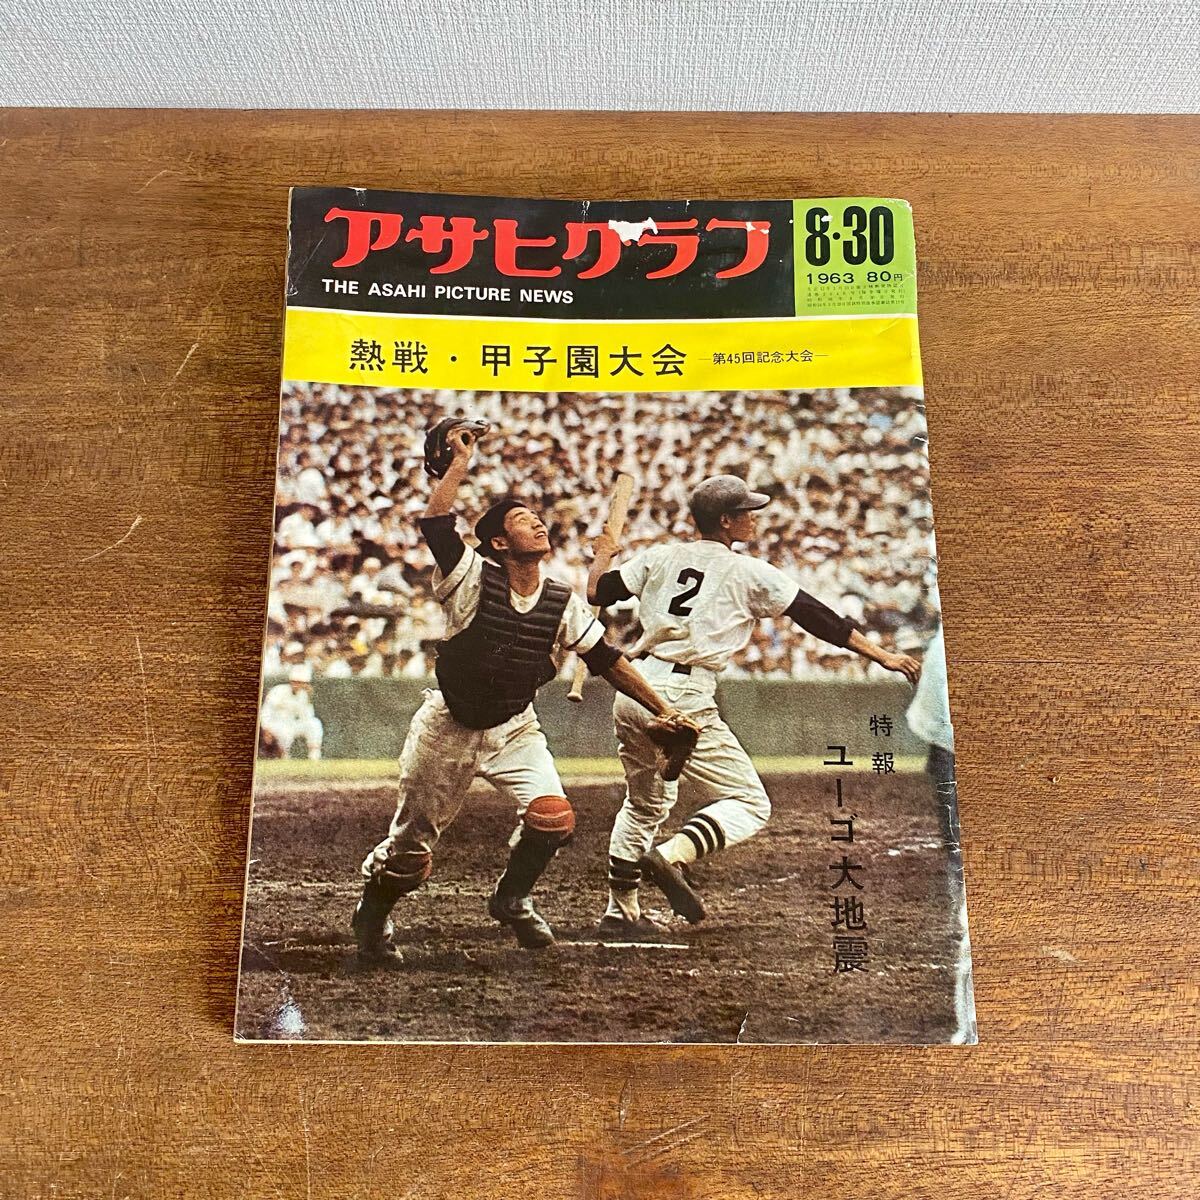 アサヒグラフ
THE ASAHI PICTURE NEWS
8・30
1963 80円
熱戦・甲子園大会 ―第45回記念大会―
2
特報
ユーゴ大地震